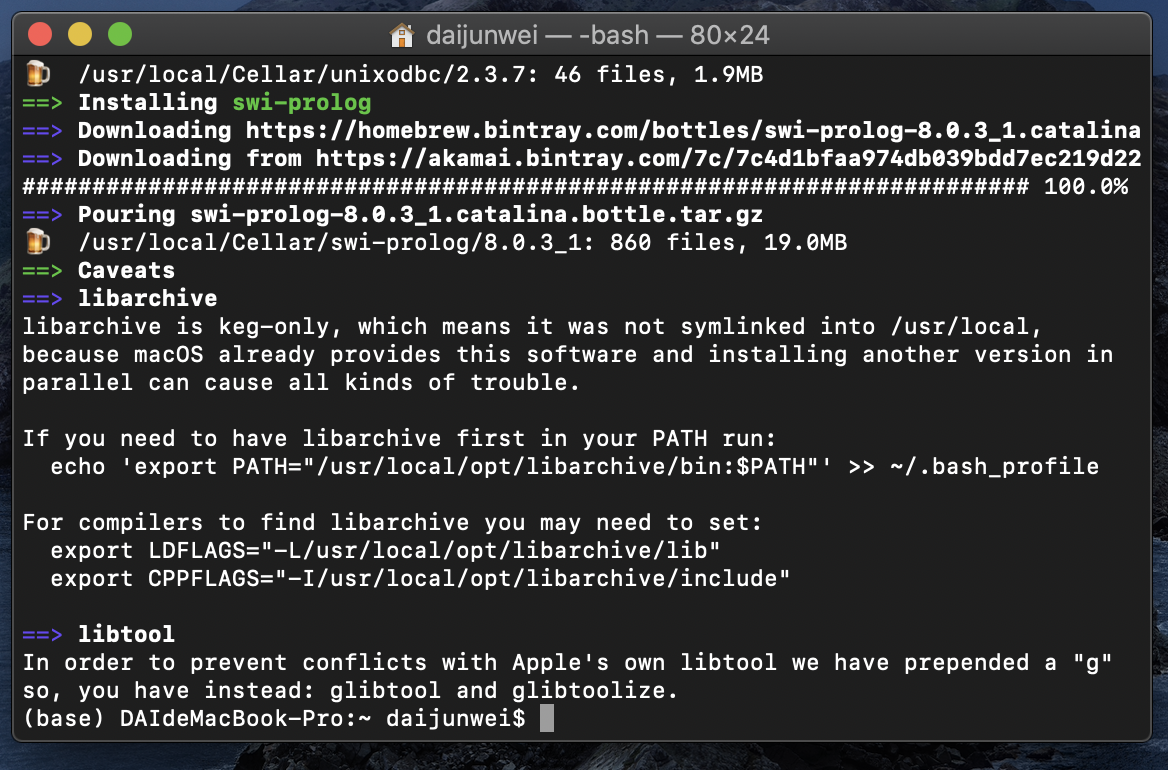 daijunwei — -bash — 80×24
/usr/local/Cellar/unixodbc/2.3.7: 46 files, 1.9MB
==> Installing swi-prolog
==> Downloading https://homebrew.bintray.com/bottles/swi-prolog-8.0.3_1.catalina
==> Downloading from https://akamai.bintray.com/7c/7c4d1bfaa974db039bdd7ec219d22
######################################################################## 100.0%
==> Pouring swi-prolog-8.0.3_1.catalina.bottle.tar.gz
/usr/local/Cellar/swi-prolog/8.0.3_1: 860 files, 19.0MB
==> Caveats
==> libarchive
libarchive is keg-only, which means it was not symlinked into /usr/local,
because macOS already provides this software and installing another version in
parallel can cause all kinds of trouble.
If you need to have libarchive first in your PATH run:
  echo 'export PATH="/usr/local/opt/libarchive/bin:$PATH"' >> ~/.bash_profile
For compilers to find libarchive you may need to set:
  export LDFLAGS="-L/usr/local/opt/libarchive/lib"
  export CPPFLAGS="-I/usr/local/opt/libarchive/include"
==> libtool
In order to prevent conflicts with Apple's own libtool we have prepended a "g"
so, you have instead: glibtool and glibtoolize.
(base) DAIdeMacBook-Pro:~ daijunwei$